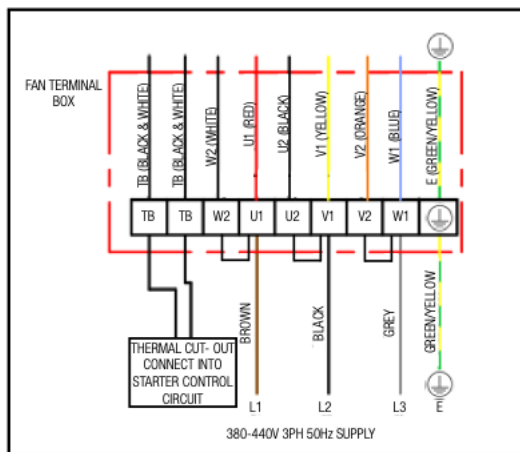 FAN TERMINAL
BOX
TB (BLACK & WHITE)
TB (BLACK & WHITE)
W2 (WHITE)
U1 (RED)
U2 (BLACK)
V1 (YELLOW)
V2 (ORANGE)
W1 (BLUE)
E (GREEN/YELLOW)
TB TB W2 U1 U2 V1 V2 W1
BROWN
BLACK
GREY
GREEN/YELLOW
THERMAL CUT- OUT
CONNECT INTO
STARTER CONTROL
CIRCUIT
L1 L2 L3 E
380-440V 3PH 50Hz SUPPLY